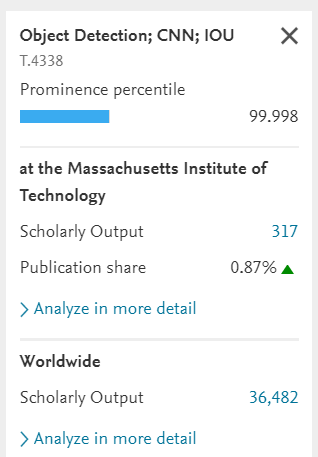 Object Detection; CNN; IOU
T.4338
Prominence percentile
99.998
at the Massachusetts Institute of
Technology
Scholarly Output 317
Publication share 0.87%
Analyze in more detail
Worldwide
Scholarly Output 36,482
Analyze in more detail